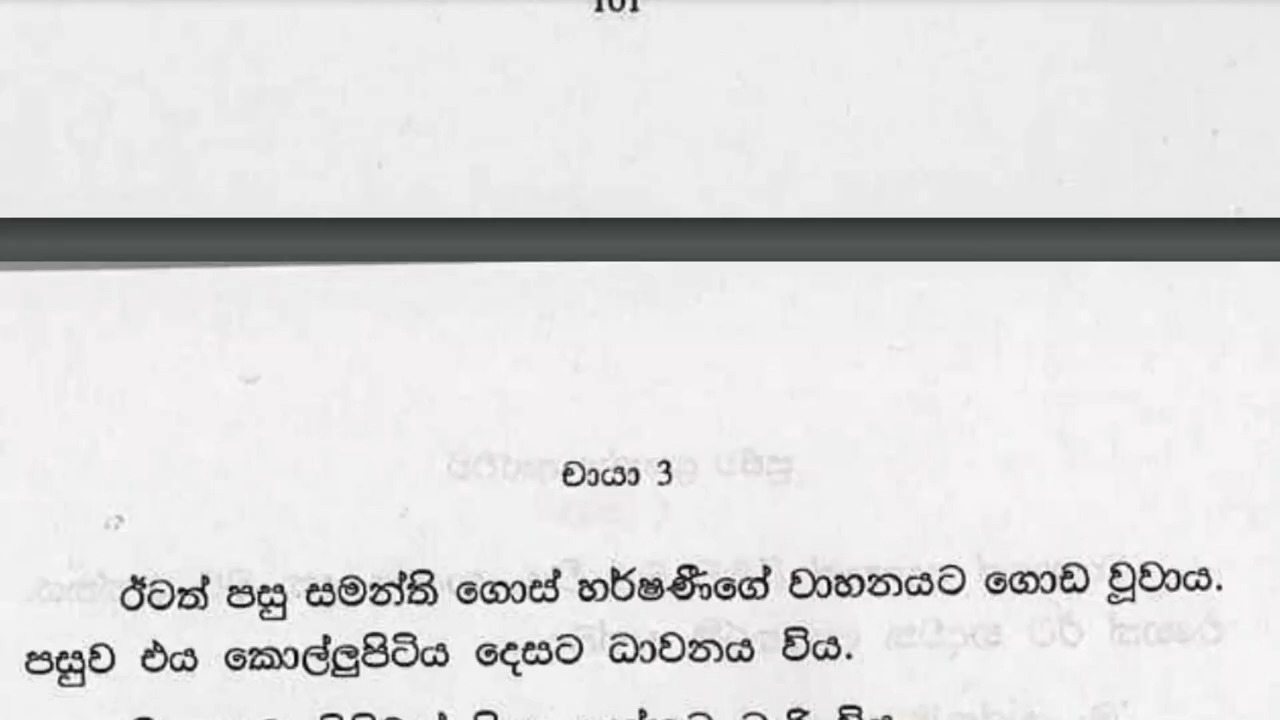 101
චායා 3
ඊටත් පසු සමන්ති ගොස් හර්ෂණීගේ වාහනයට ගොඩ වූවාය.
පසුව එය කොල්ලුපිටිය දෙසට ධාවනය විය.